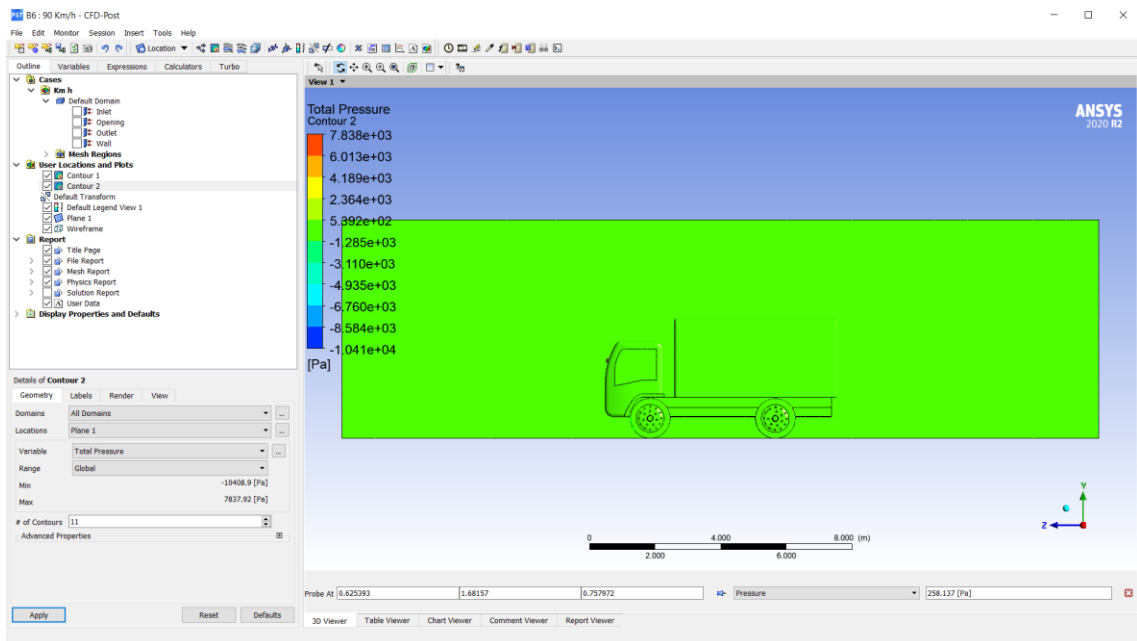 B6 : 90 Km/h - CFD-Post
File Edit Monitor Session Insert Tools Help
Location
Outline Variables Expressions Calculators Turbo
Cases
Km h
Default Domain
Inlet
Opening
Outlet
Wall
Mesh Regions
User Locations and Plots
Contour 1
Contour 2
Default Transform
Default Legend View 1
Plane 1
Wireframe
Report
Title Page
File Report
Mesh Report
Physics Report
Solution Report
User Data
Display Properties and Defaults
Details of Contour 2
Geometry Labels Render View
Domains All Domains
Locations Plane 1
Variable Total Pressure
Range Global
Min -10408.9 [Pa]
Max 7837.92 [Pa]
# of Contours 11
Advanced Properties
Apply Reset Defaults
View 1
Total Pressure
Contour 2
7.838e+03
6.013e+03
4.189e+03
2.364e+03
5.392e+02
-1.285e+03
-3.110e+03
-4.935e+03
-6.760e+03
-8.584e+03
-1.041e+04
[Pa]
ANSYS
2020 R2
Y
Z
0 4.000 8.000 (m)
2.000 6.000
Probe At 0.625393 1.68157 0.757972 Pressure 258.137 [Pa]
3D Viewer Table Viewer Chart Viewer Comment Viewer Report Viewer